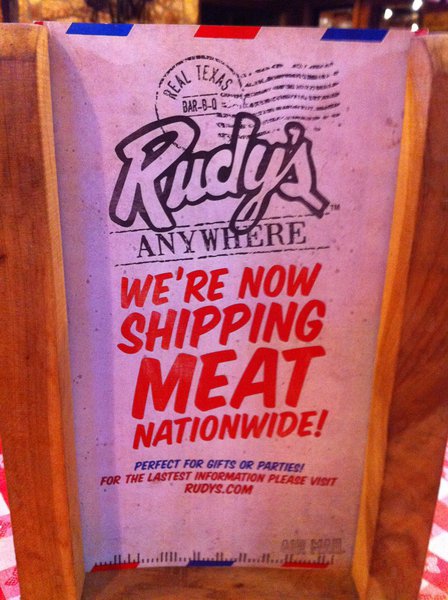 REAL TEXAS
BAR-B-Q
Rudy's™
ANYWHERE
WE'RE NOW
SHIPPING
MEAT
NATIONWIDE!
PERFECT FOR GIFTS OR PARTIES!
FOR THE LASTEST INFORMATION PLEASE VISIT
RUDYS.COM
AIR MAIL